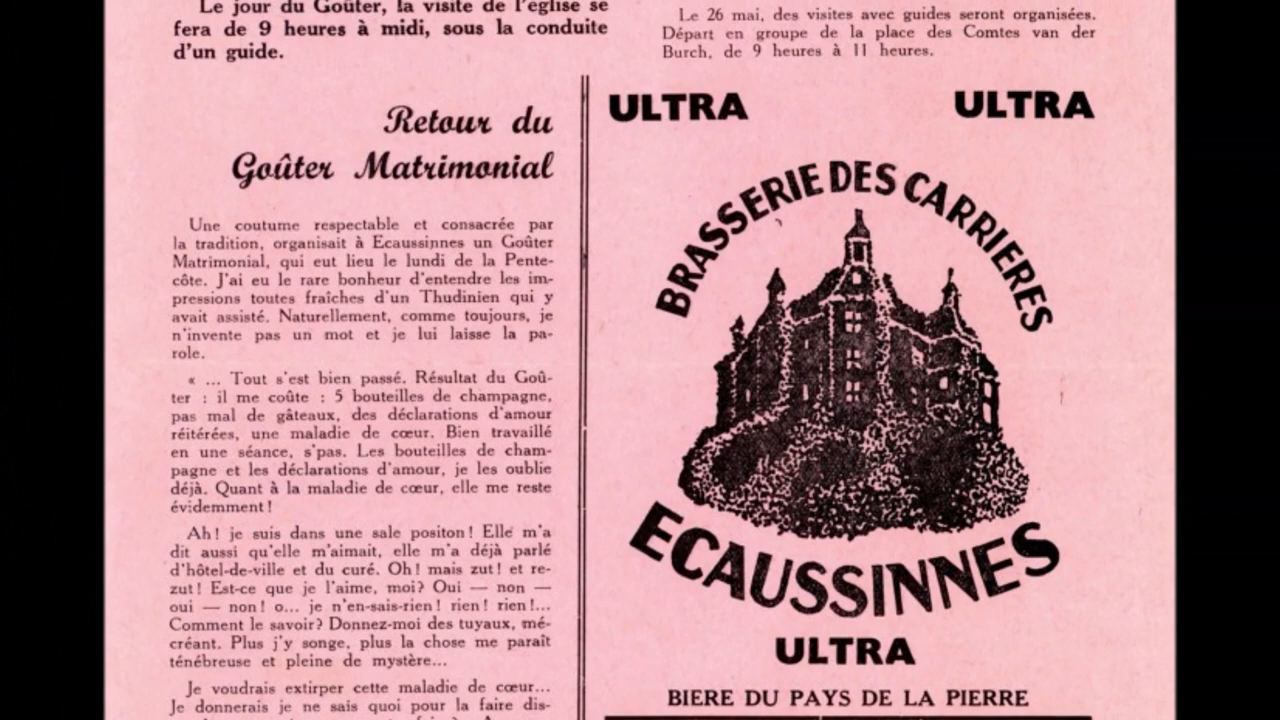 Le jour du Goûter, la visite de l'église se
fera de 9 heures à midi, sous la conduite
d'un guide.
Retour du
Goûter Matrimonial
Une coutume respectable et consacrée par
la tradition, organisait à Ecaussinnes un Goûter
Matrimonial, qui eut lieu le lundi de la Pente-
côte. J'ai eu le rare bonheur d'entendre les im-
pressions toutes fraîches d'un Thudinien qui y
avait assisté. Naturellement, comme toujours, je
n'invente pas un mot et je lui laisse la pa-
role.
« ... Tout s'est bien passé. Résultat du Goû-
ter : il me coûte : 5 bouteilles de champagne,
pas mal de gâteaux, des déclarations d'amour
réitérées, une maladie de cœur. Bien travaillé
en une séance, s'pas. Les bouteilles de cham-
pagne et les déclarations d'amour, je les oublie
déjà. Quant à la maladie de cœur, elle me reste
évidemment !
Ah ! je suis dans une sale positon ! Elle m'a
dit aussi qu'elle m'aimait, elle m'a déjà parlé
d'hôtel-de-ville et du curé. Oh ! mais zut ! et re-
zut ! Est-ce que je l'aime, moi ? Oui — non —
oui — non ! o... je n'en-sais-rien ! rien ! rien !...
Comment le savoir ? Donnez-moi des tuyaux, mé-
créant. Plus j'y songe, plus la chose me paraît
ténébreuse et pleine de mystère...
Je voudrais extirper cette maladie de cœur...
Je donnerais je ne sais quoi pour la faire dis-
Le 26 mai, des visites avec guides seront organisées.
Départ en groupe de la place des Comtes van der
Burch, de 9 heures à 11 heures.
ULTRA ULTRA
BRASSERIE DES CARRIERES
ECAUSSINNES
ULTRA
BIERE DU PAYS DE LA PIERRE